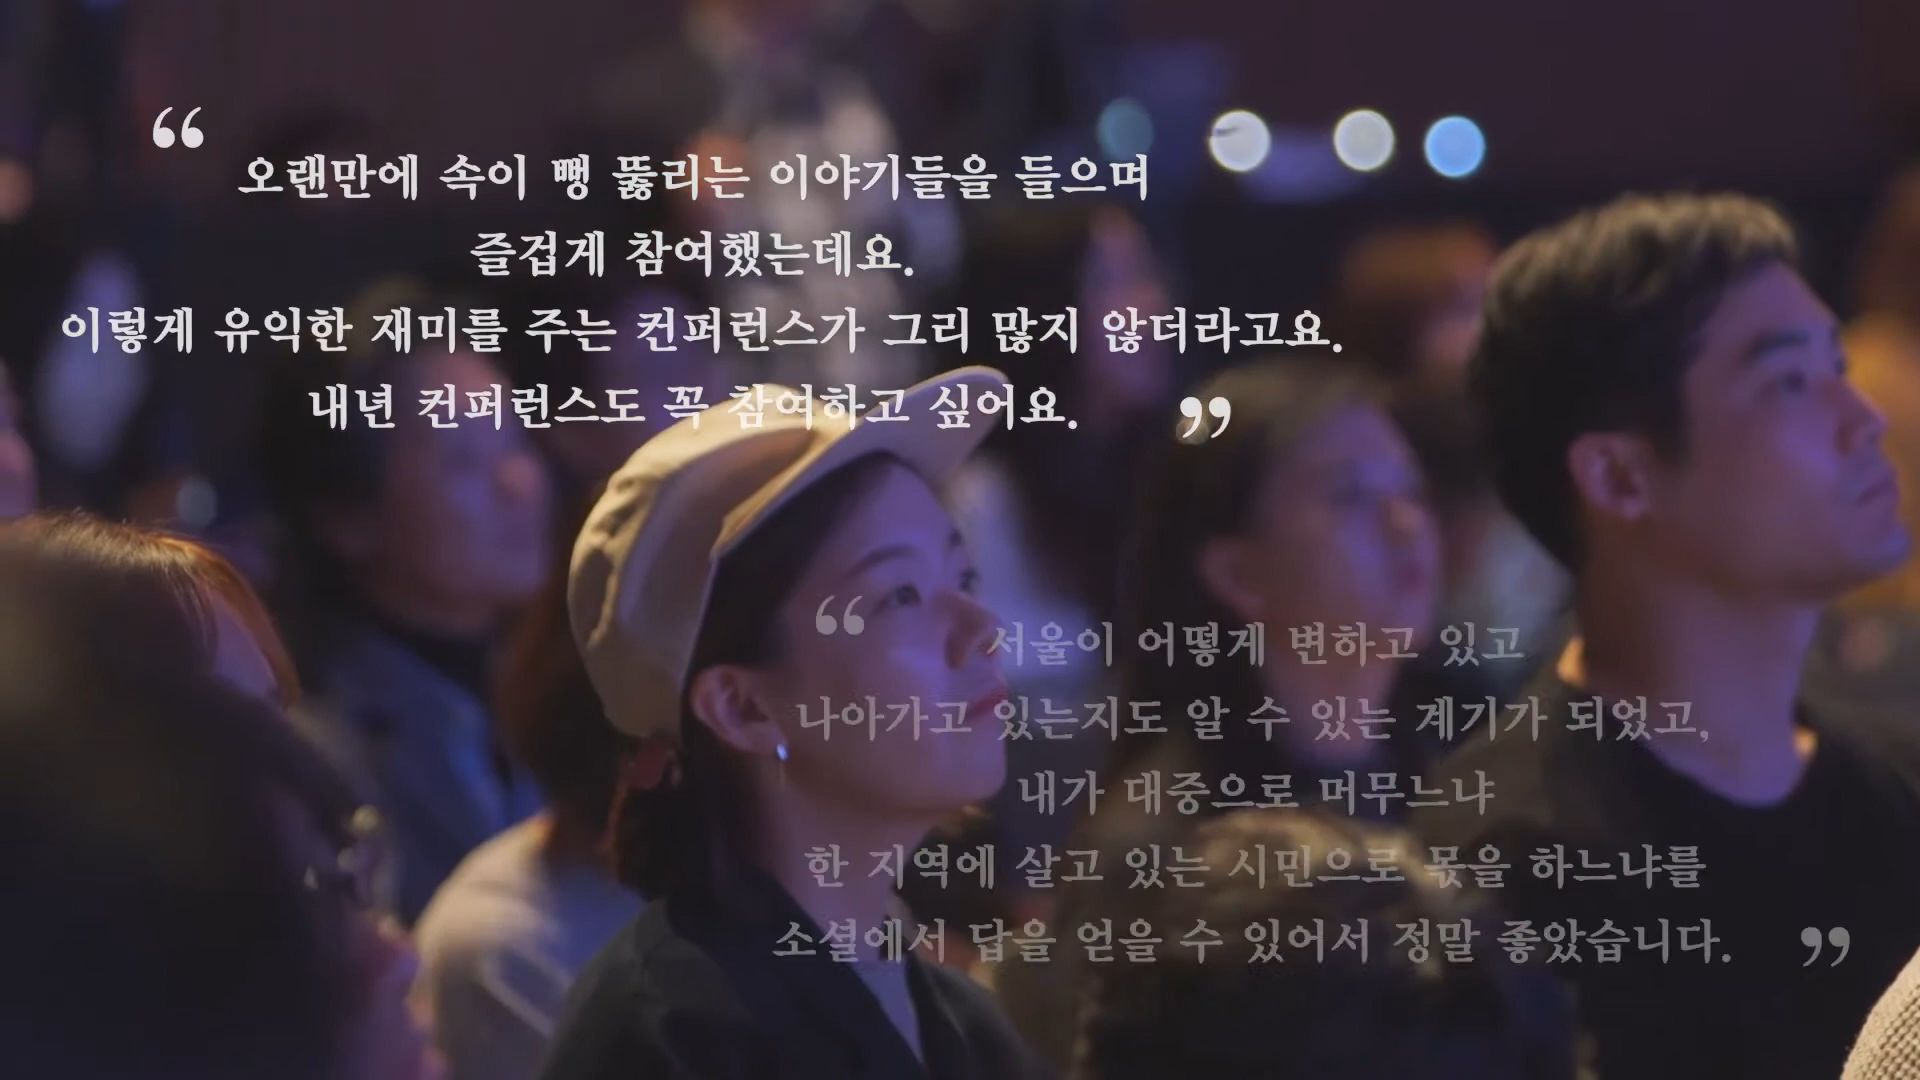 “
오랜만에 속이 뻥 뚫리는 이야기들을 들으며
즐겁게 참여했는데요.
이렇게 유익한 재미를 주는 컨퍼런스가 그리 많지 않더라고요.
내년 컨퍼런스도 꼭 참여하고 싶어요. ”
“ 서울이 어떻게 변하고 있고
나아가고 있는지도 알 수 있는 계기가 되었고,
내가 대중으로 머무느냐
한 지역에 살고 있는 시민으로 몫을 하느냐를
소셜에서 답을 얻을 수 있어서 정말 좋았습니다. ”